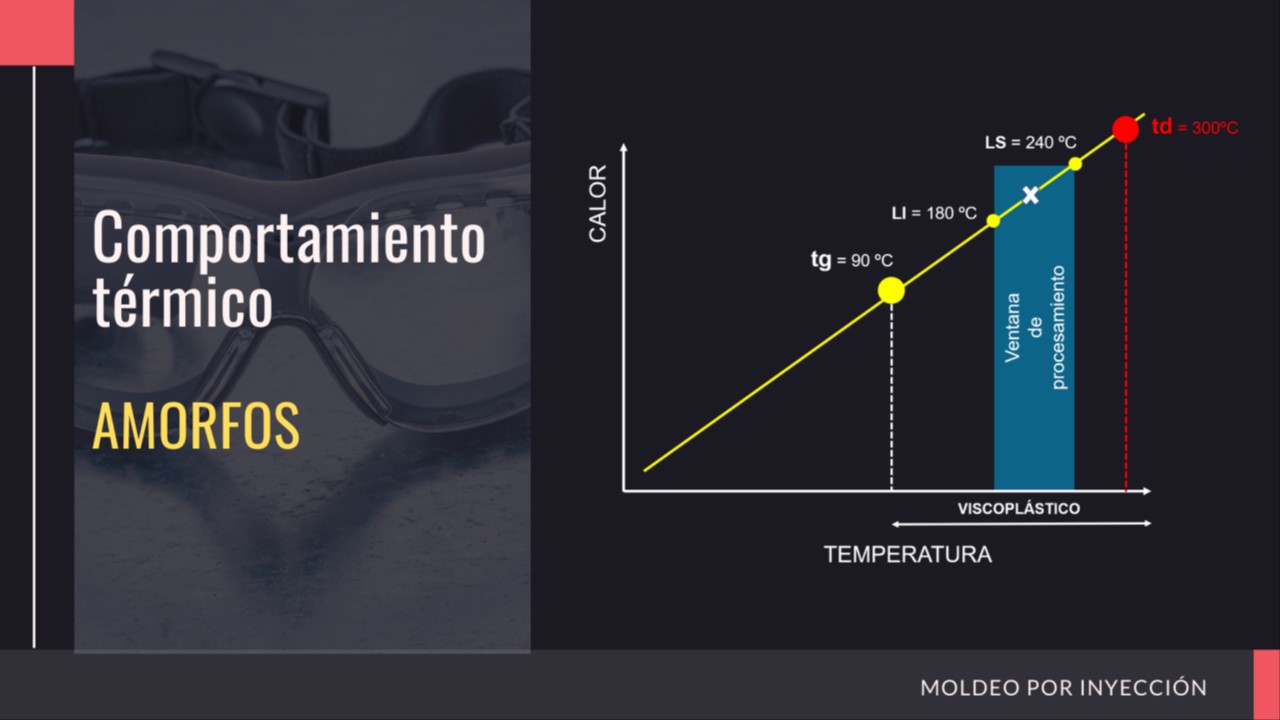 Comportamiento
térmico
AMORFOS
CALOR
tg = 90 ºC
LI = 180 ºC
LS = 240 ºC
td = 300ºC
Ventana
de
procesamiento
VISCOPLÁSTICO
TEMPERATURA
MOLDEO POR INYECCIÓN